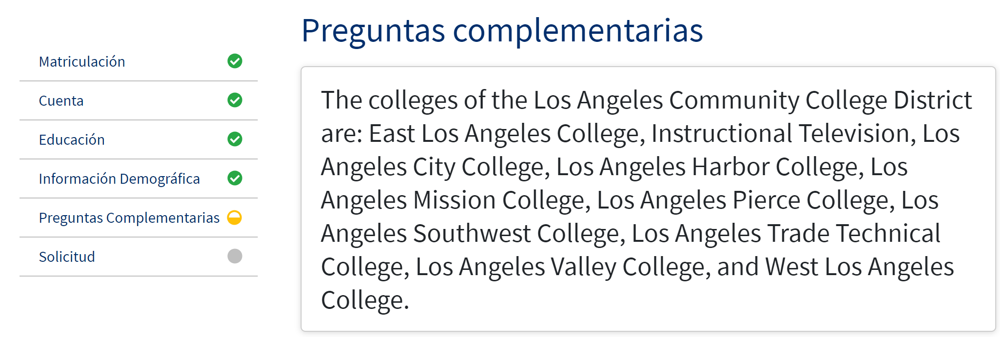 Preguntas complementarias
Matriculación
Cuenta
Educación
Información Demográfica
Preguntas Complementarias
Solicitud
The colleges of the Los Angeles Community College District
are: East Los Angeles College, Instructional Television, Los
Angeles City College, Los Angeles Harbor College, Los
Angeles Mission College, Los Angeles Pierce College, Los
Angeles Southwest College, Los Angeles Trade Technical
College, Los Angeles Valley College, and West Los Angeles
College.